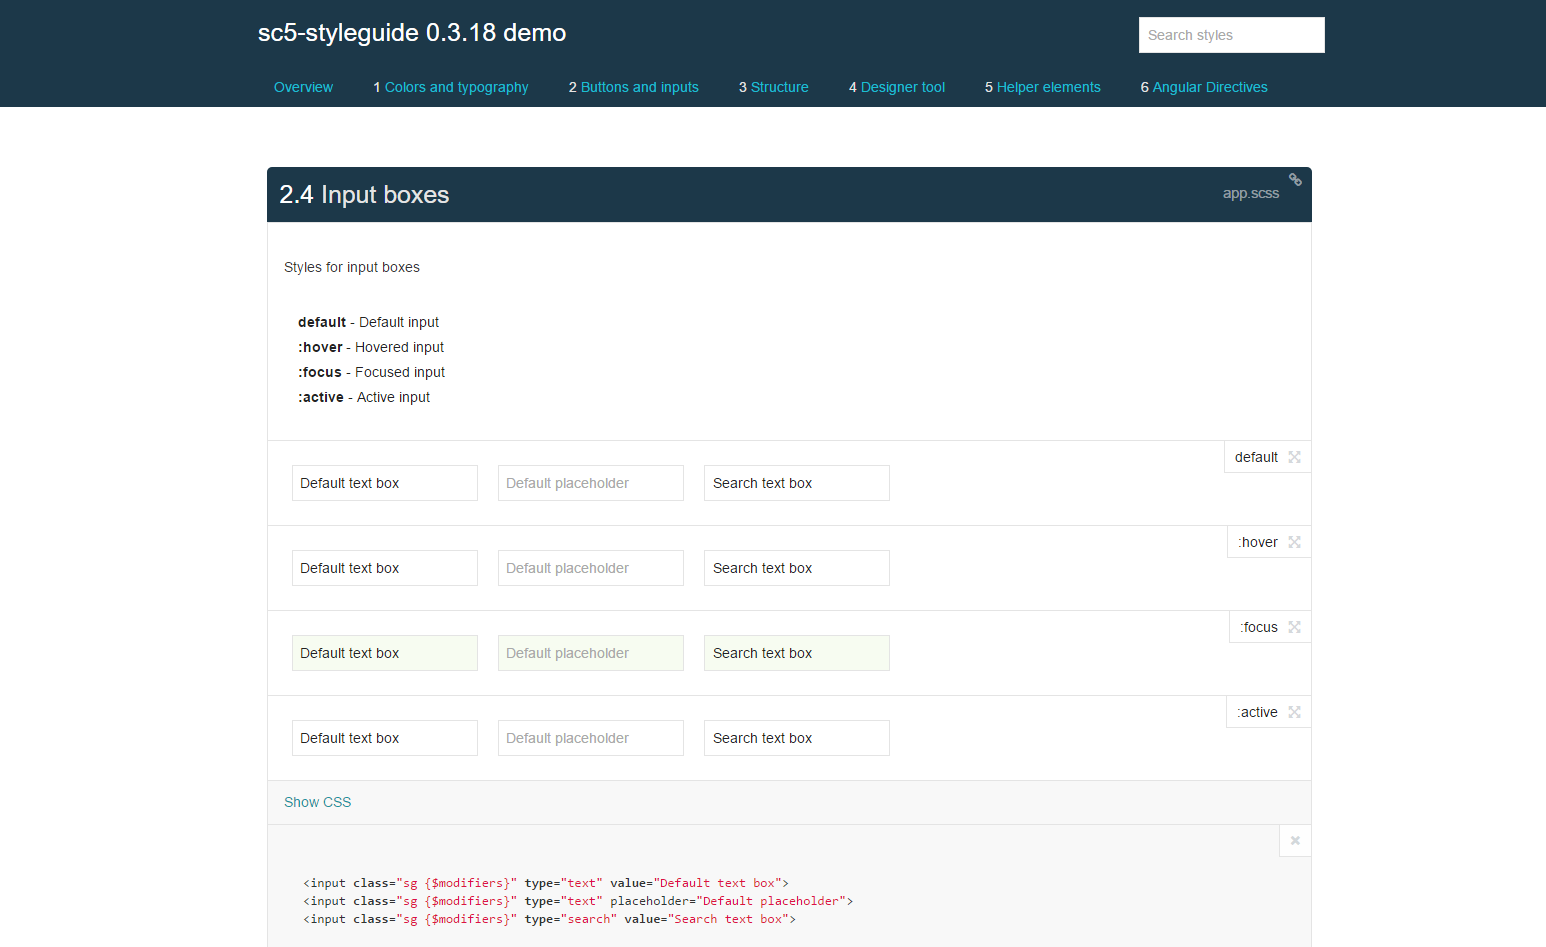 sc5-styleguide 0.3.18 demo
Search styles
Overview 1 Colors and typography 2 Buttons and inputs 3 Structure 4 Designer tool 5 Helper elements 6 Angular Directives
2.4 Input boxes
app.scss
Styles for input boxes
default - Default input
:hover - Hovered input
:focus - Focused input
:active - Active input
default
Default text box Default placeholder Search text box
:hover
Default text box Default placeholder Search text box
:focus
Default text box Default placeholder Search text box
:active
Default text box Default placeholder Search text box
Show CSS
<input class="sg {$modifiers}" type="text" value="Default text box">
<input class="sg {$modifiers}" type="text" placeholder="Default placeholder">
<input class="sg {$modifiers}" type="search" value="Search text box">